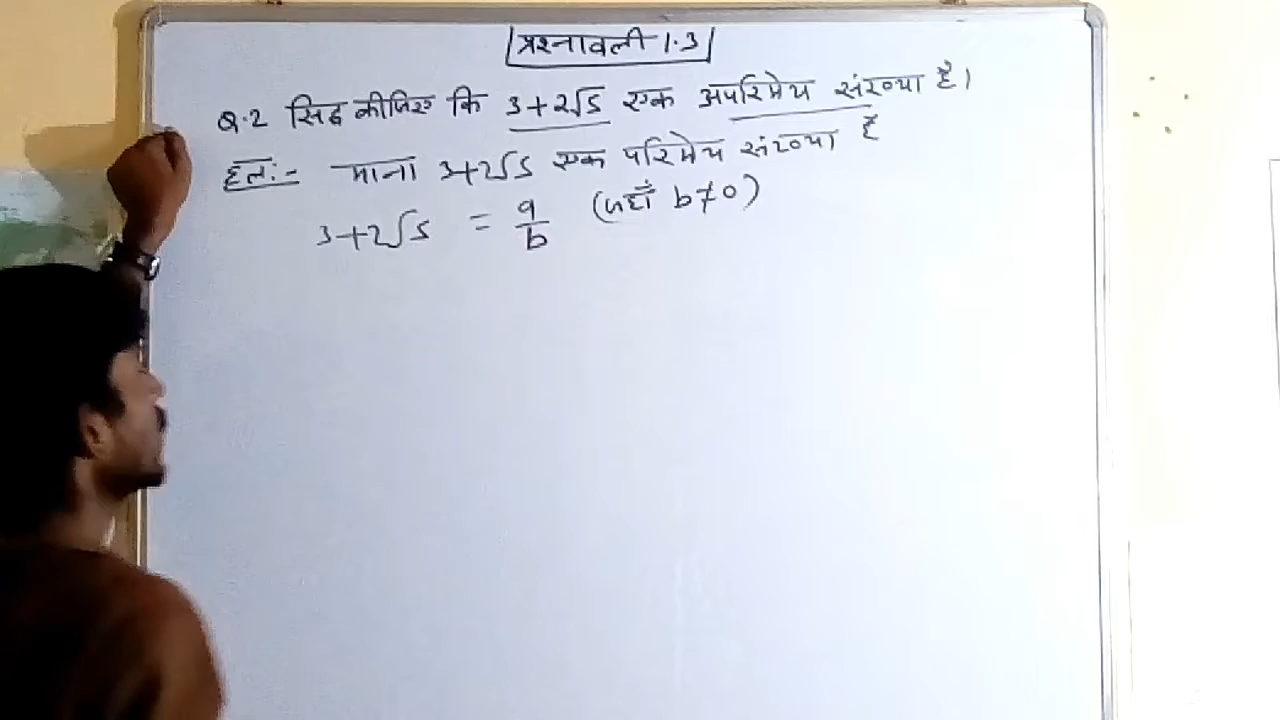 प्रश्नावली 1.3
Q.2 सिद्ध कीजिए कि 3+2√5 एक अपरिमेय संख्या है।
हल:- माना 3+2√5 एक परिमेय संख्या है
3+2√5 = a/b (जहाँ b≠0)